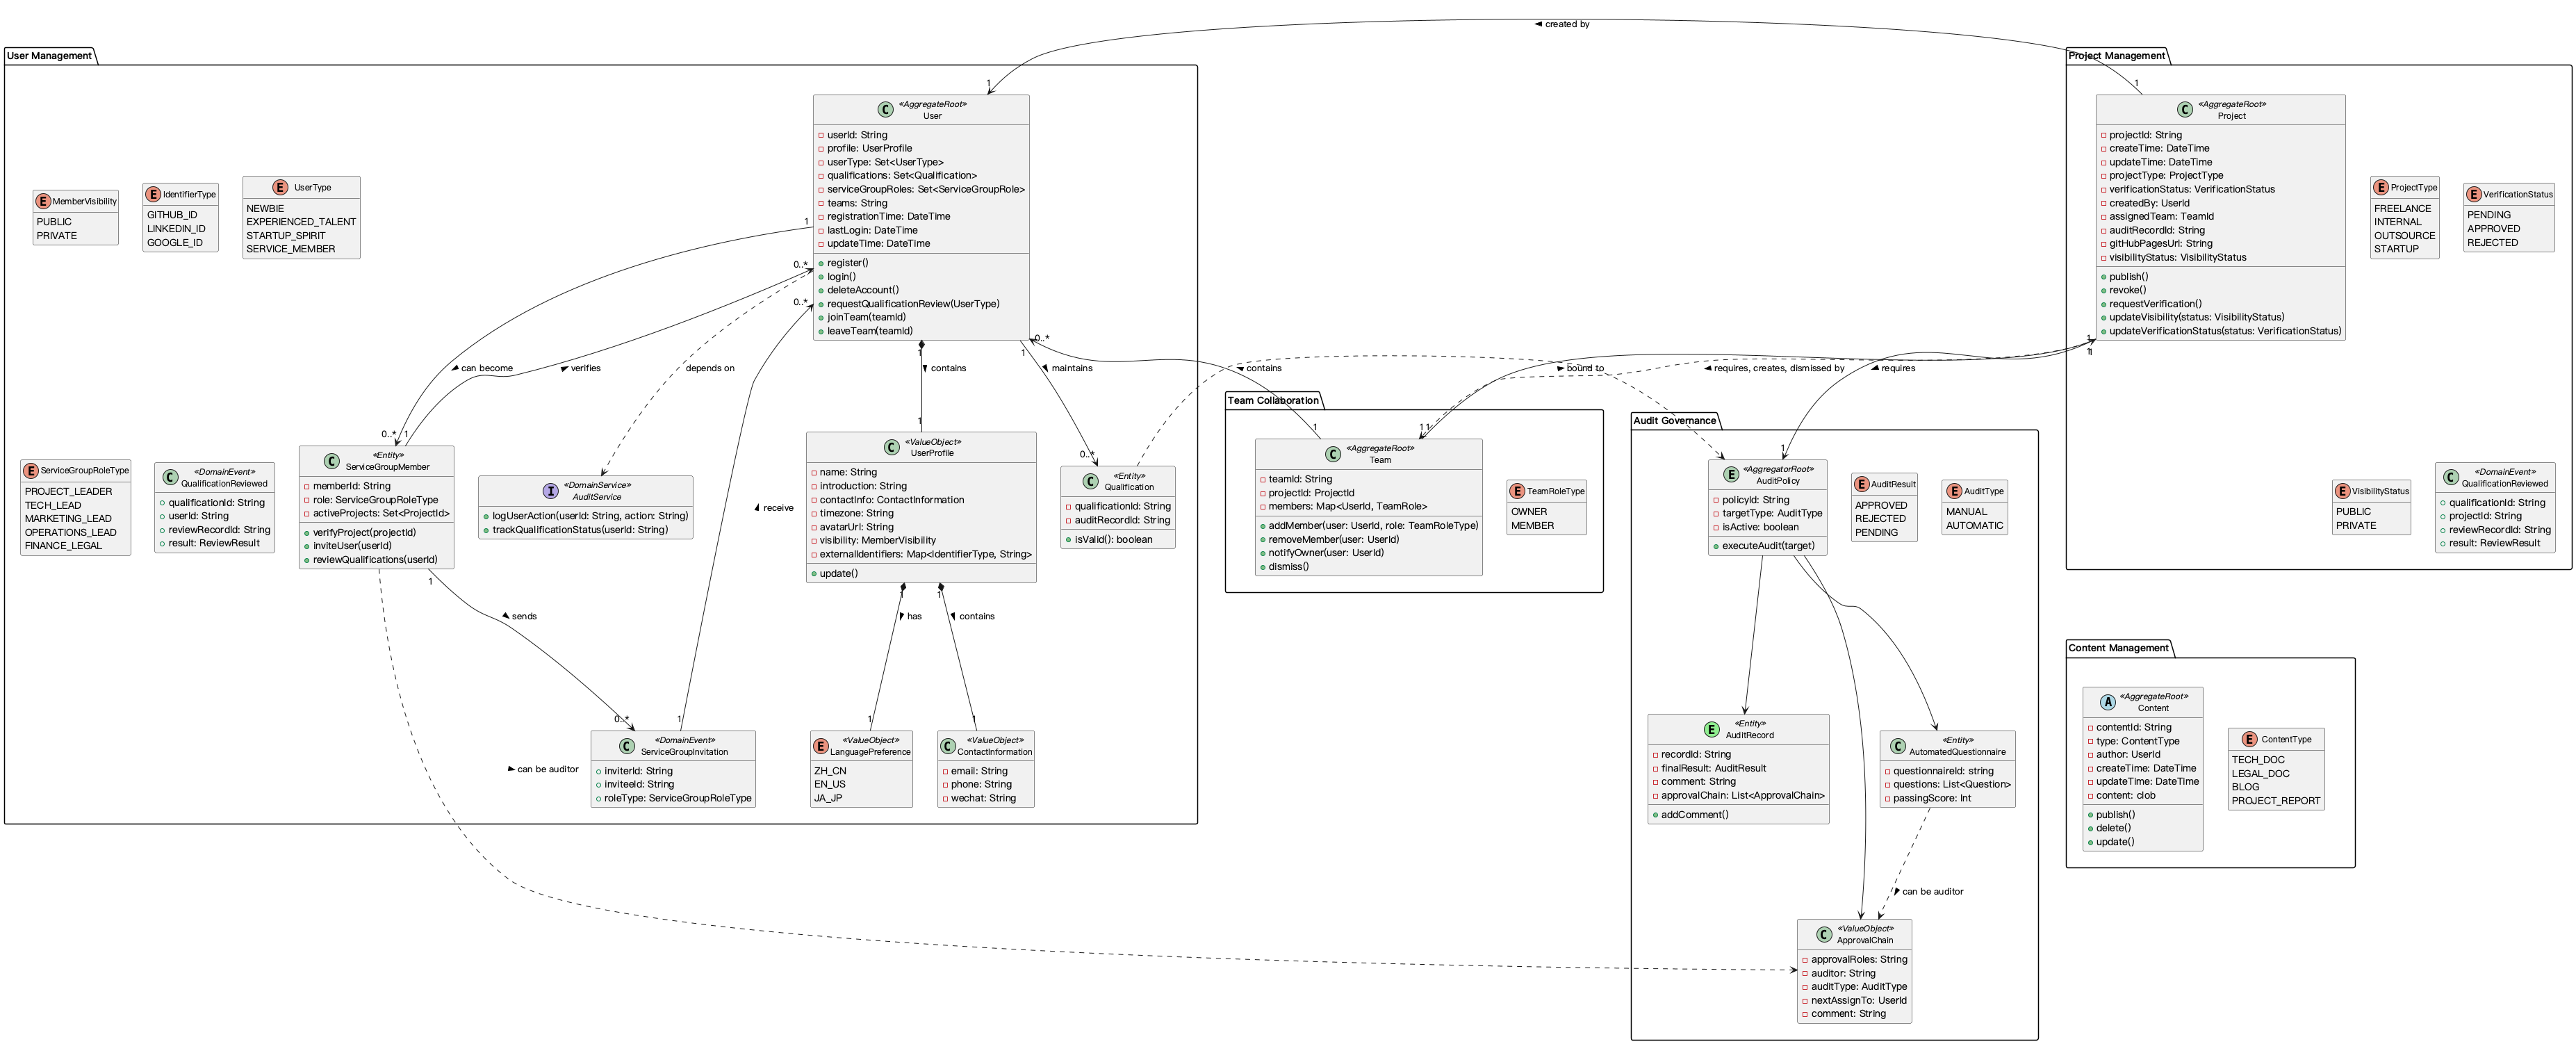 created by
User Management
Project Management
1
1
«AggregateRoot»
User
userId: String
profile: UserProfile
userType: Set<UserType>
qualifications: Set<Qualification>
serviceGroupRoles: Set<ServiceGroupRole>
teams: String
registrationTime: DateTime
lastLogin: DateTime
updateTime: DateTime
register()
login()
deleteAccount()
requestQualificationReview(UserType)
joinTeam(teamId)
leaveTeam(teamId)
«AggregateRoot»
Project
projectId: String
createTime: DateTime
updateTime: DateTime
projectType: ProjectType
verificationStatus: VerificationStatus
createdBy: UserId
assignedTeam: TeamId
auditRecordId: String
gitHubPagesUrl: String
visibilityStatus: VisibilityStatus
publish()
revoke()
requestVerification()
updateVisibility(status: VisibilityStatus)
updateVerificationStatus(status: VerificationStatus)
MemberVisibility
PUBLIC
PRIVATE
IdentifierType
GITHUB_ID
LINKEDIN_ID
GOOGLE_ID
UserType
NEWBIE
EXPERIENCED_TALENT
STARTUP_SPIRIT
SERVICE_MEMBER
ProjectType
FREELANCE
INTERNAL
OUTSOURCE
STARTUP
VerificationStatus
PENDING
APPROVED
REJECTED
1
0..*
0..*
1
1
0..*
1
1
can become
verifies
depends on
contains
maintains
contains
bound to
requires, creates, dismissed by
requires
Team Collaboration
Audit Governance
ServiceGroupRoleType
PROJECT_LEADER
TECH_LEAD
MARKETING_LEAD
OPERATIONS_LEAD
FINANCE_LEGAL
«DomainEvent»
QualificationReviewed
qualificationId: String
userId: String
reviewRecordId: String
result: ReviewResult
0..*
1
«Entity»
ServiceGroupMember
memberId: String
role: ServiceGroupRoleType
activeProjects: Set<ProjectId>
verifyProject(projectId)
inviteUser(userId)
reviewQualifications(userId)
«DomainService»
AuditService
logUserAction(userId: String, action: String)
trackQualificationStatus(userId: String)
receive
1
«ValueObject»
UserProfile
name: String
introduction: String
contactInfo: ContactInformation
timezone: String
avatarUrl: String
visibility: MemberVisibility
externalIdentifiers: Map<IdentifierType, String>
update()
0..*
«Entity»
Qualification
qualificationId: String
auditRecordId: String
isValid(): boolean
1
1
1
«AggregateRoot»
Team
teamId: String
projectId: ProjectId
members: Map<UserId, TeamRole>
addMember(user: UserId, role: TeamRoleType)
removeMember(user: UserId)
notifyOwner(user: UserId)
dismiss()
TeamRoleType
OWNER
MEMBER
1
«AggregatorRoot»
AuditPolicy
policyId: String
targetType: AuditType
isActive: boolean
executeAudit(target)
AuditResult
APPROVED
REJECTED
PENDING
AuditType
MANUAL
AUTOMATIC
VisibilityStatus
PUBLIC
PRIVATE
«DomainEvent»
QualificationReviewed
qualificationId: String
projectId: String
reviewRecordId: String
result: ReviewResult
1
1
1
sends
has
contains
Content Management
0..*
1
1
1
«DomainEvent»
ServiceGroupInvitation
inviterId: String
inviteeId: String
roleType: ServiceGroupRoleType
can be auditor
«ValueObject»
LanguagePreference
ZH_CN
EN_US
JA_JP
«ValueObject»
ContactInformation
email: String
phone: String
wechat: String
«Entity»
AuditRecord
recordId: String
finalResult: AuditResult
comment: String
approvalChain: List<ApprovalChain>
addComment()
«Entity»
AutomatedQuestionnaire
questionnaireId: string
questions: List<Question>
passingScore: Int
«AggregateRoot»
Content
contentId: String
type: ContentType
author: UserId
createTime: DateTime
updateTime: DateTime
content: clob
publish()
delete()
update()
ContentType
TECH_DOC
LEGAL_DOC
BLOG
PROJECT_REPORT
can be auditor
«ValueObject»
ApprovalChain
approvalRoles: String
auditor: String
auditType: AuditType
nextAssignTo: UserId
comment: String